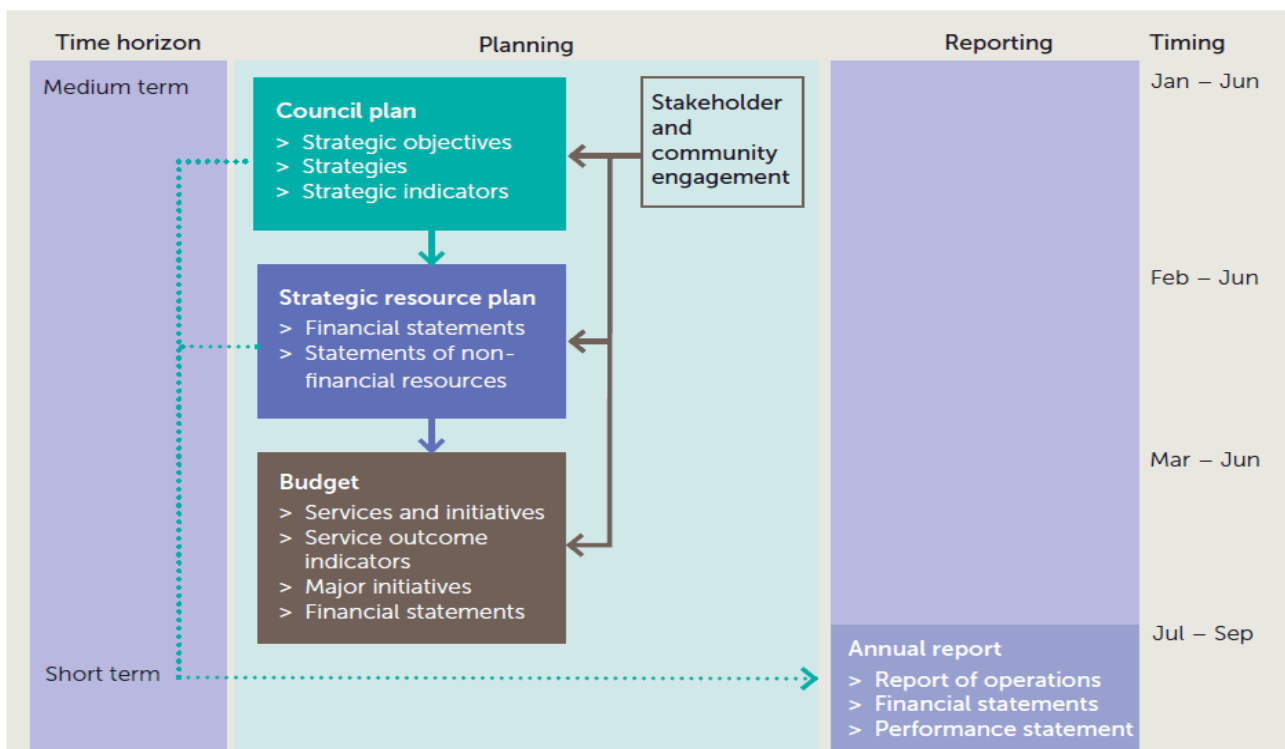 Time horizon
Planning
Reporting
Timing
Medium term
Council plan
> Strategic objectives
> Strategies
> Strategic indicators
Stakeholder
and
community
engagement
Jan – Jun
Strategic resource plan
> Financial statements
> Statements of non-
financial resources
Feb – Jun
Budget
> Services and initiatives
> Service outcome
indicators
> Major initiatives
> Financial statements
Mar – Jun
Short term
Annual report
> Report of operations
> Financial statements
> Performance statement
Jul – Sep